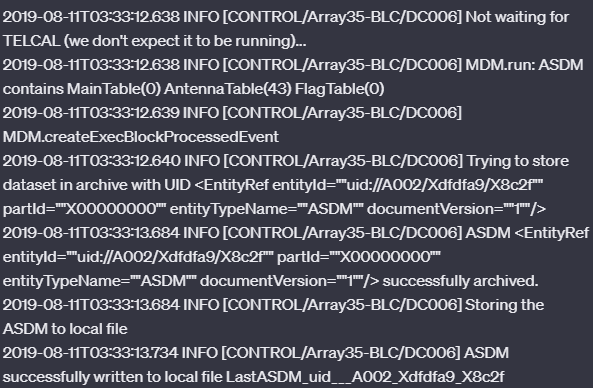 2019-08-11T03:33:12.638 INFO [CONTROL/Array35-BLC/DC006] Not waiting for
TELCAL (we don't expect it to be running)...
2019-08-11T03:33:12.638 INFO [CONTROL/Array35-BLC/DC006] MDM.run: ASDM
contains MainTable(0) AntennaTable(43) FlagTable(0)
2019-08-11T03:33:12.639 INFO [CONTROL/Array35-BLC/DC006]
MDM.createExecBlockProcessedEvent
2019-08-11T03:33:12.640 INFO [CONTROL/Array35-BLC/DC006] Trying to store
dataset in archive with UID <EntityRef entityId=""uid://A002/Xdfdfa9/X8c2f""
partId=""X00000000"" entityTypeName=""ASDM"" documentVersion=""1""/>
2019-08-11T03:33:13.684 INFO [CONTROL/Array35-BLC/DC006] ASDM <EntityRef
entityId=""uid://A002/Xdfdfa9/X8c2f"" partId=""X00000000""
entityTypeName=""ASDM"" documentVersion=""1""/> successfully archived.
2019-08-11T03:33:13.684 INFO [CONTROL/Array35-BLC/DC006] Storing the
ASDM to local file
2019-08-11T03:33:13.734 INFO [CONTROL/Array35-BLC/DC006] ASDM
successfully written to local file LastASDM_uid___A002_Xdfdfa9_X8c2f